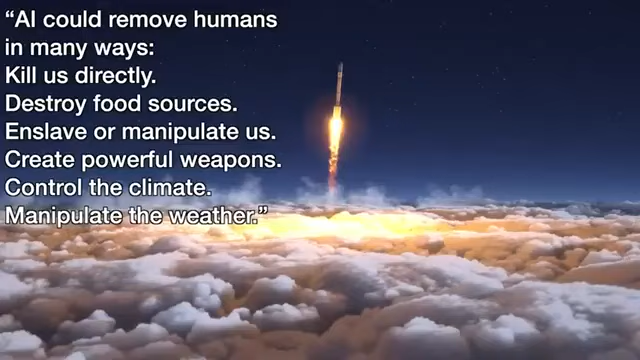 “AI could remove humans
in many ways:
Kill us directly.
Destroy food sources.
Enslave or manipulate us.
Create powerful weapons.
Control the climate.
Manipulate the weather.”